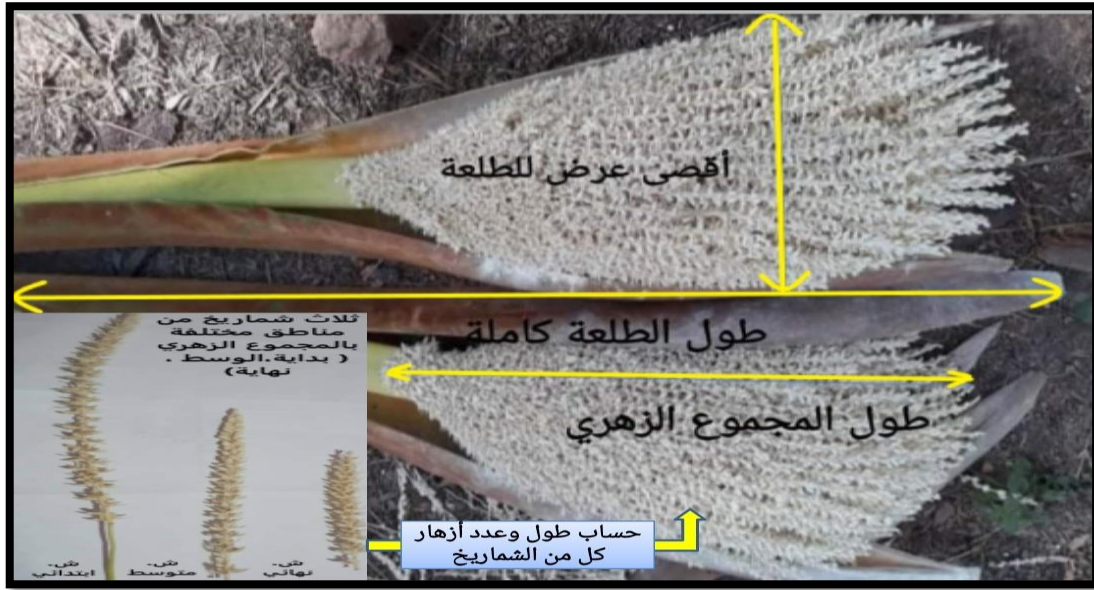 أقصى عرض للطلعة
طول الطلعة كاملة
طول المجموع الزهري
ثلاث شماريخ من
مناطق مختلفة
بالمجموع الزهري
( بداية.الوسط .
نهاية)
ش.
ابتدائي
ش.
متوسط
ش.
نهائي
حساب طول وعدد أزهار
كل من الشماريخ